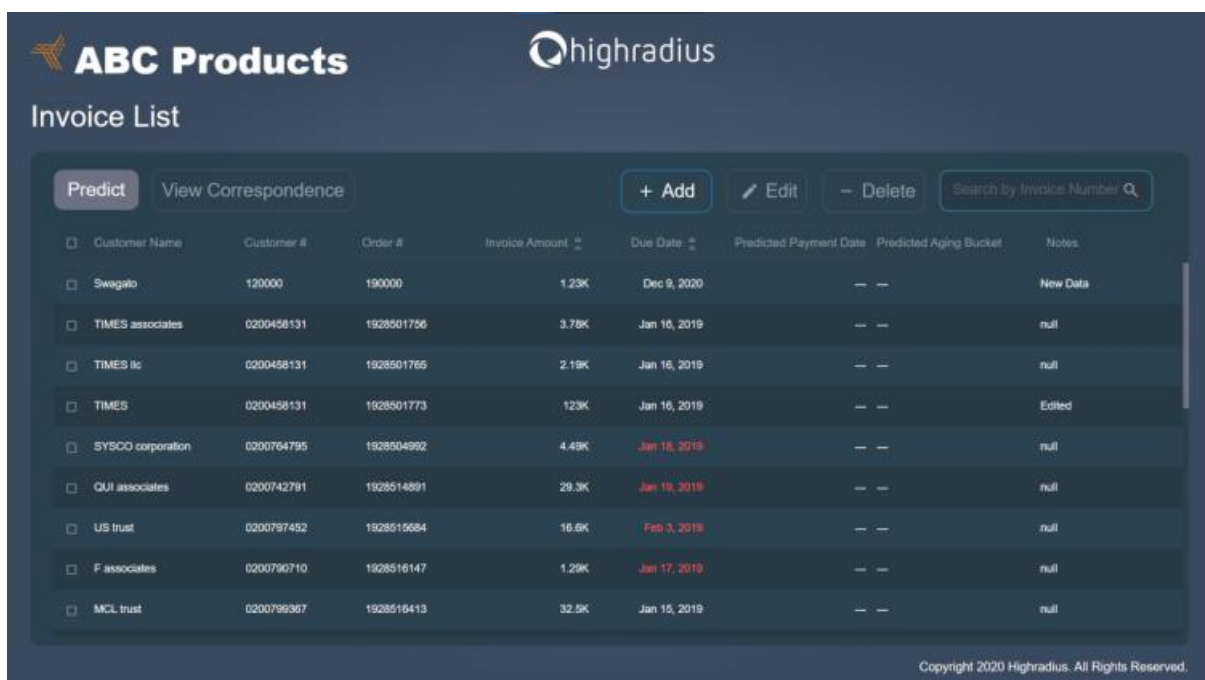 ABC Products
highradius
Invoice List
Predict View Correspondence + Add Edit − Delete Search by Invoice Number
Customer Name Customer # Order # Invoice Amount Due Date Predicted Payment Date Predicted Aging Bucket Notes
Swagato 120000 190000 1.23K Dec 9, 2020 — — New Data
TIMES associates 0200458131 1928501756 3.78K Jan 16, 2019 — — null
TIMES llc 0200458131 1928501765 2.19K Jan 16, 2019 — — null
TIMES 0200458131 1928501773 123K Jan 16, 2019 — — Edited
SYSCO corporation 0200764795 1928504992 4.49K Jan 18, 2019 — — null
QUI associates 0200742791 1928514891 29.3K Jan 19, 2019 — — null
US trust 0200797452 1928515684 16.6K Feb 3, 2019 — — null
F associates 0200790710 1928516147 1.29K Jan 17, 2019 — — null
MCL trust 0200799367 1928516413 32.5K Jan 15, 2019 — — null
Copyright 2020 Highradius. All Rights Reserved.